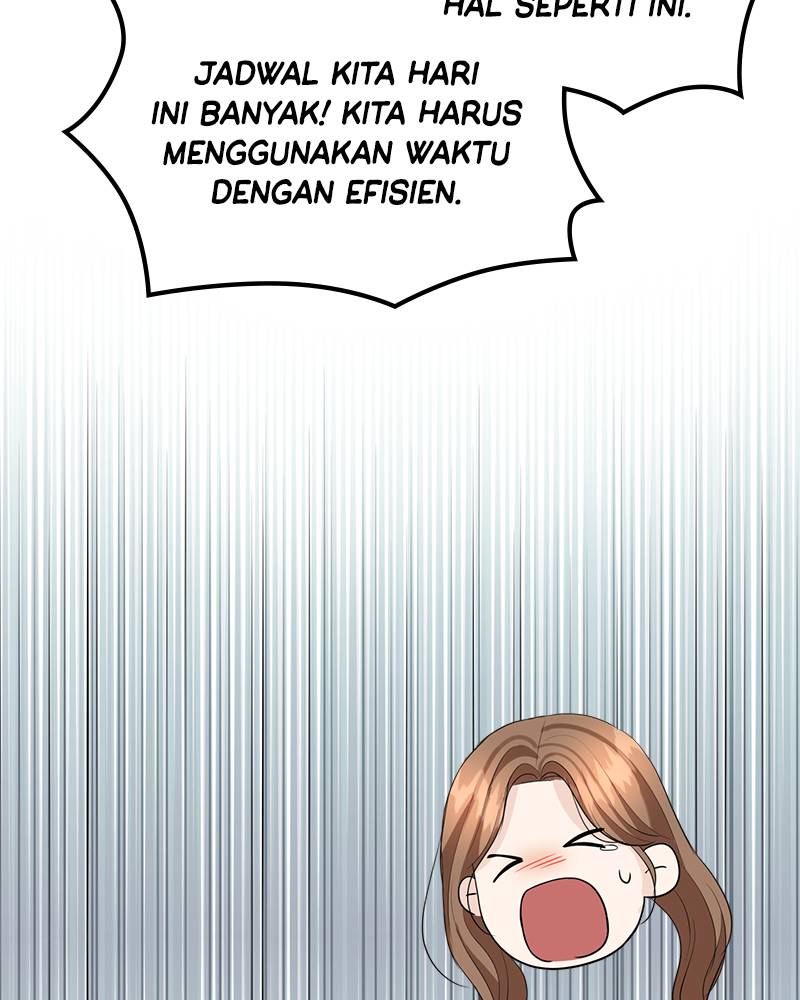 HAL SEPERTI INI.
JADWAL KITA HARI
INI BANYAK! KITA HARUS
MENGGUNAKAN WAKTU
DENGAN EFISIEN.